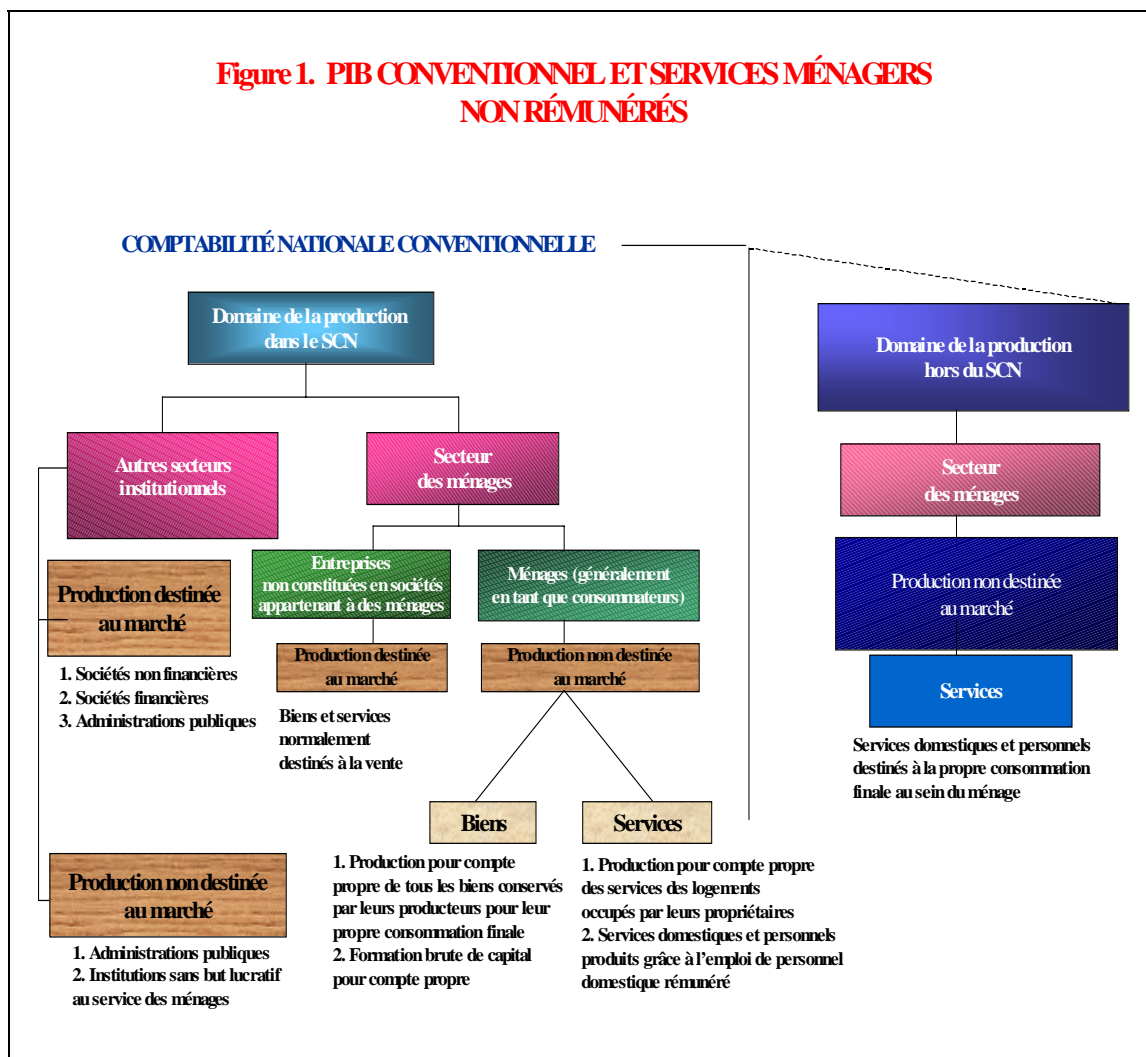 Figure 1. PIB CONVENTIONNEL ET SERVICES MÉNAGERS
NON RÉMUNÉRÉS
COMPTABILITÉ NATIONALE CONVENTIONNELLE
Domaine de la production
dans le SCN
Autres secteurs
institutionnels
Secteur
des ménages
Production destinée
au marché
1. Sociétés non financières
2. Sociétés financières
3. Administrations publiques
Production non destinée
au marché
1. Administrations publiques
2. Institutions sans but lucratif
au service des ménages
Entreprises
non constituées en sociétés
appartenant à des ménages
Production destinée
au marché
Biens et services
normalement
destinés à la vente
Ménages (généralement
en tant que consommateurs)
Production non destinée
au marché
Biens
1. Production pour compte
propre de tous les biens conservés
par leurs producteurs pour leur
propre consommation finale
2. Formation brute de capital
pour compte propre
Services
1. Production pour compte propre
des services des logements
occupés par leurs propriétaires
2. Services domestiques et personnels
produits grâce à l’emploi de personnel
domestique rémunéré
Domaine de la production
hors du SCN
Secteur
des ménages
Production non destinée
au marché
Services
Services domestiques et personnels
destinés à la propre consommation
finale au sein du ménage